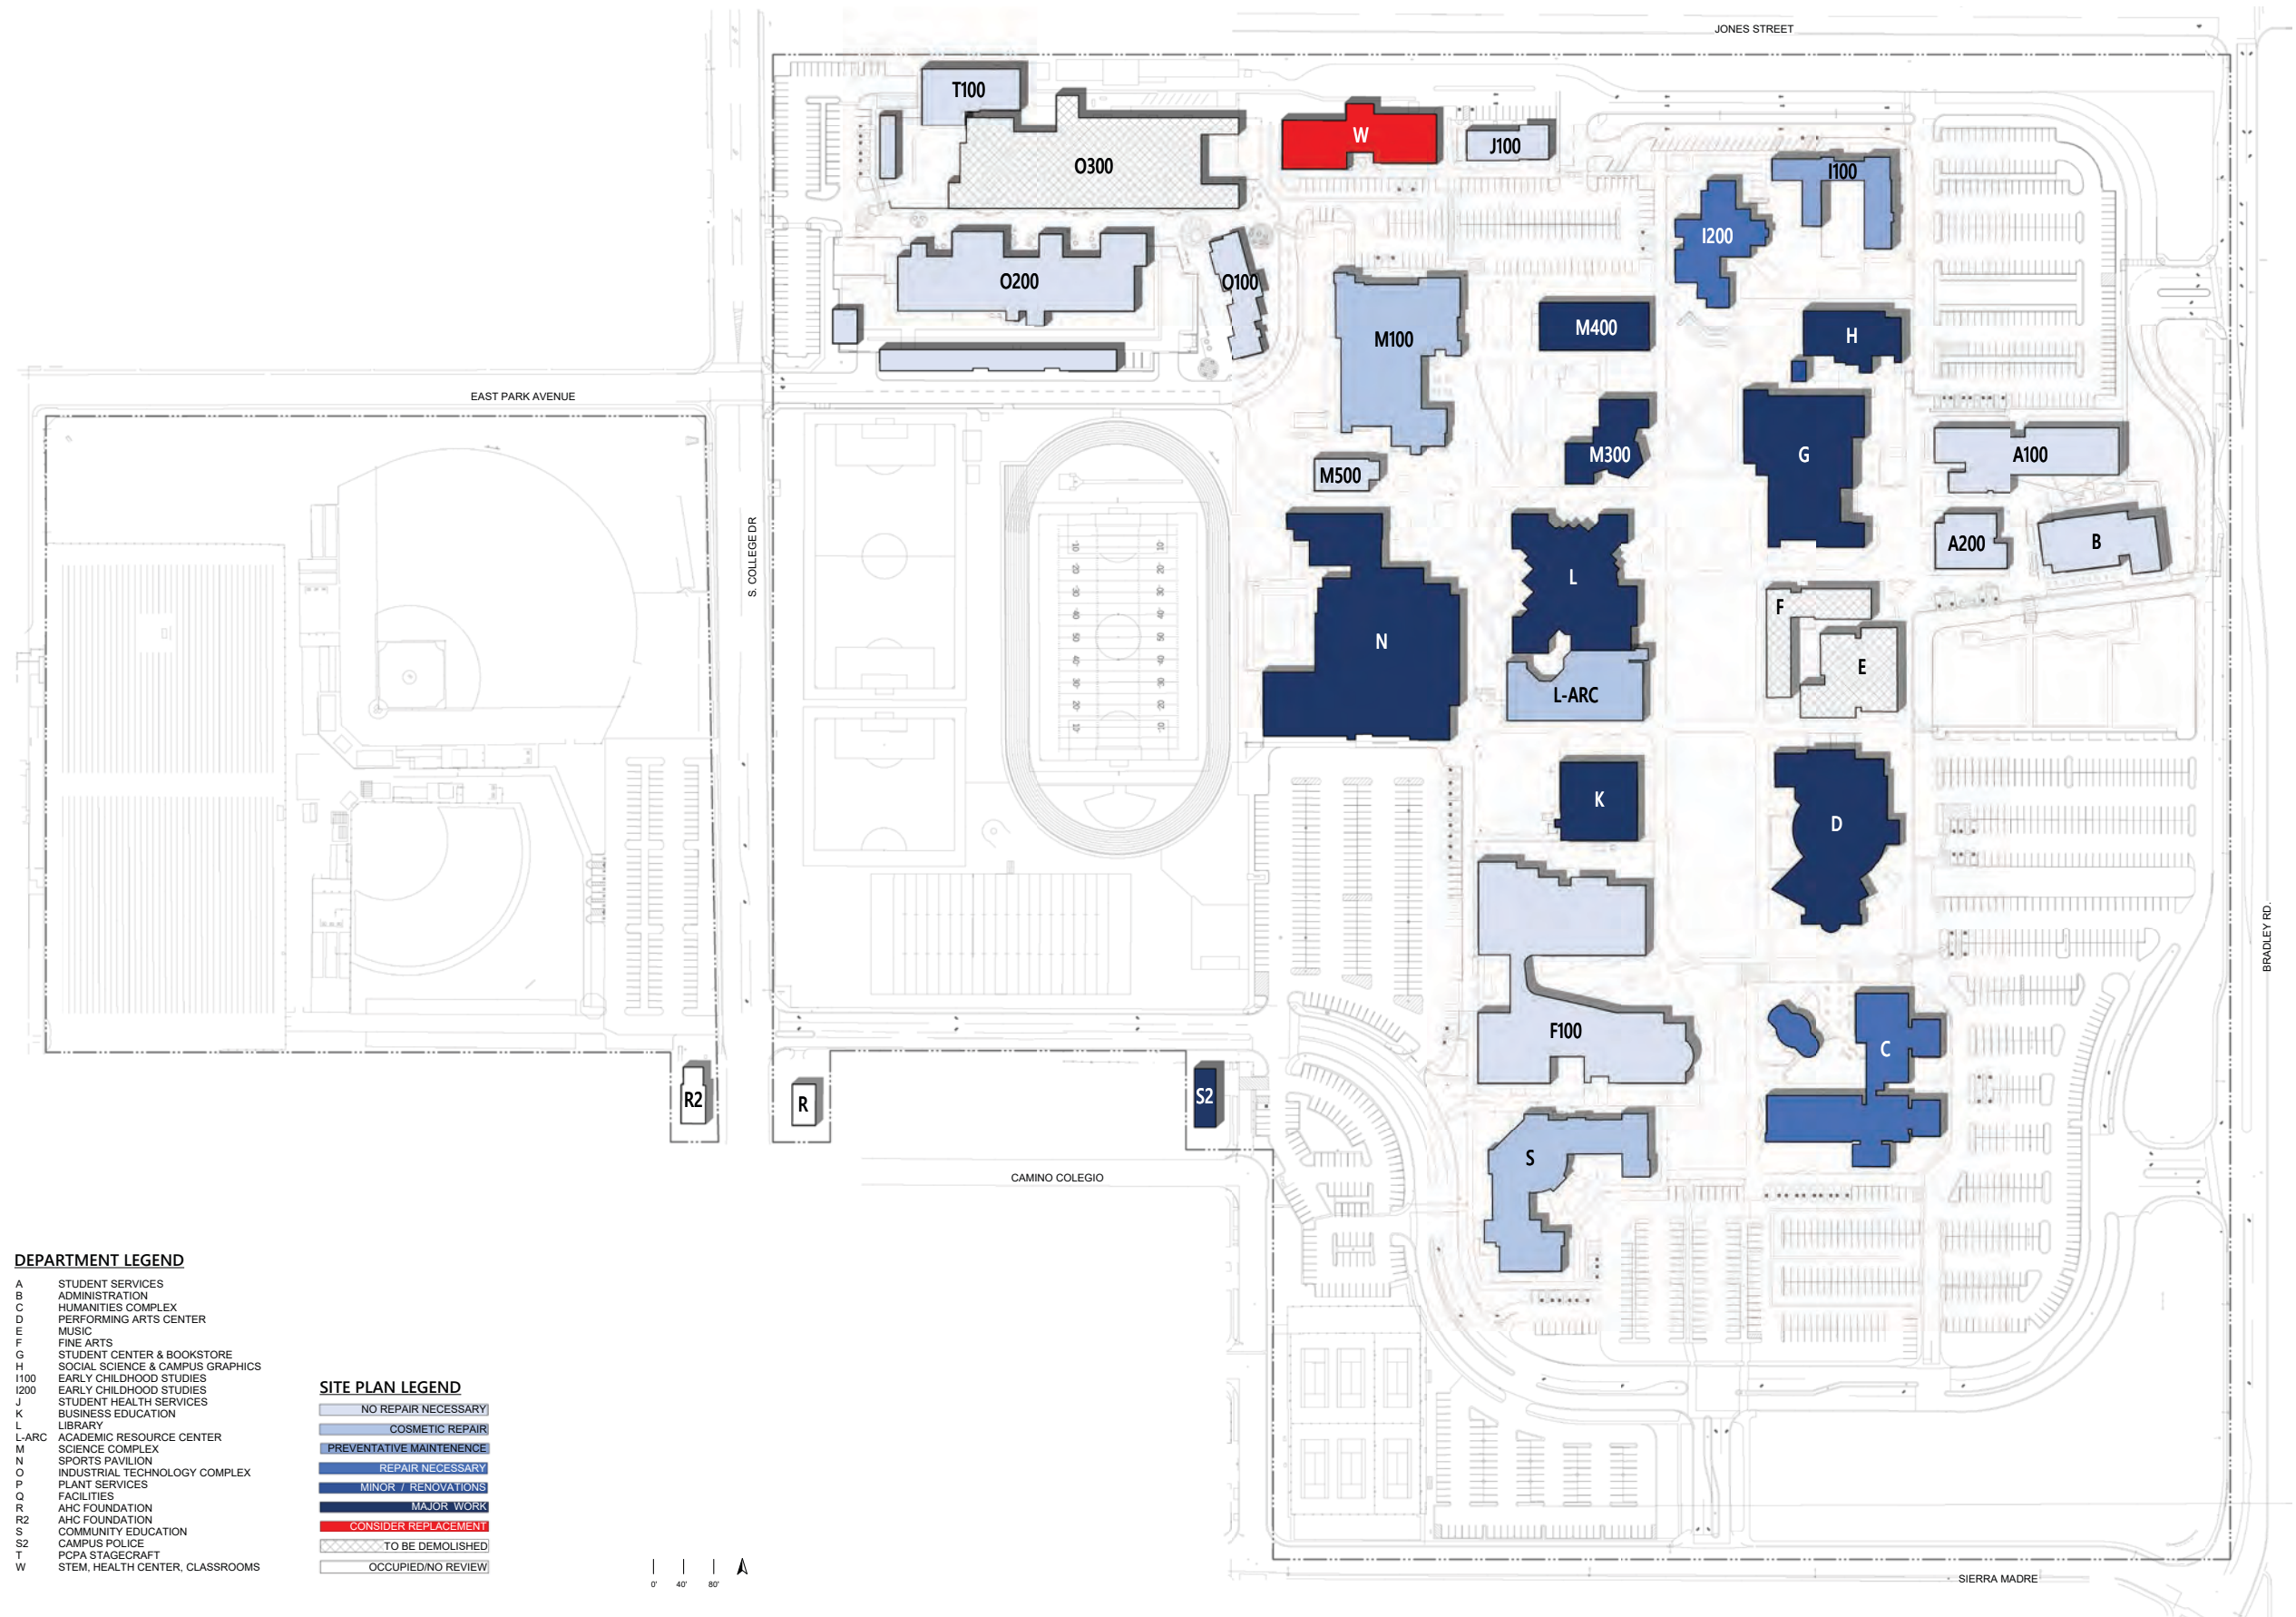 JONES STREET
T100
O300
W
J100
I100
I200
O200
O100
M100
M400
H
EAST PARK AVENUE
M500
M300
G
A100
S. COLLEGE DR
A200
B
L
F
N
E
L-ARC
K
D
BRADLEY RD.
F100
C
R2
R
S2
S
CAMINO COLEGIO
DEPARTMENT LEGEND
A STUDENT SERVICES
B ADMINISTRATION
C HUMANITIES COMPLEX
D PERFORMING ARTS CENTER
E MUSIC
F FINE ARTS
G STUDENT CENTER & BOOKSTORE
H SOCIAL SCIENCE & CAMPUS GRAPHICS
I100 EARLY CHILDHOOD STUDIES
I200 EARLY CHILDHOOD STUDIES
J STUDENT HEALTH SERVICES
K BUSINESS EDUCATION
L LIBRARY
L-ARC ACADEMIC RESOURCE CENTER
M SCIENCE COMPLEX
N SPORTS PAVILION
O INDUSTRIAL TECHNOLOGY COMPLEX
P PLANT SERVICES
Q FACILITIES
R AHC FOUNDATION
R2 AHC FOUNDATION
S COMMUNITY EDUCATION
S2 CAMPUS POLICE
T PCPA STAGECRAFT
W STEM, HEALTH CENTER, CLASSROOMS
SITE PLAN LEGEND
NO REPAIR NECESSARY
COSMETIC REPAIR
PREVENTATIVE MAINTENENCE
REPAIR NECESSARY
MINOR / RENOVATIONS
MAJOR WORK
CONSIDER REPLACEMENT
TO BE DEMOLISHED
OCCUPIED/NO REVIEW
0' 40' 80'
SIERRA MADRE